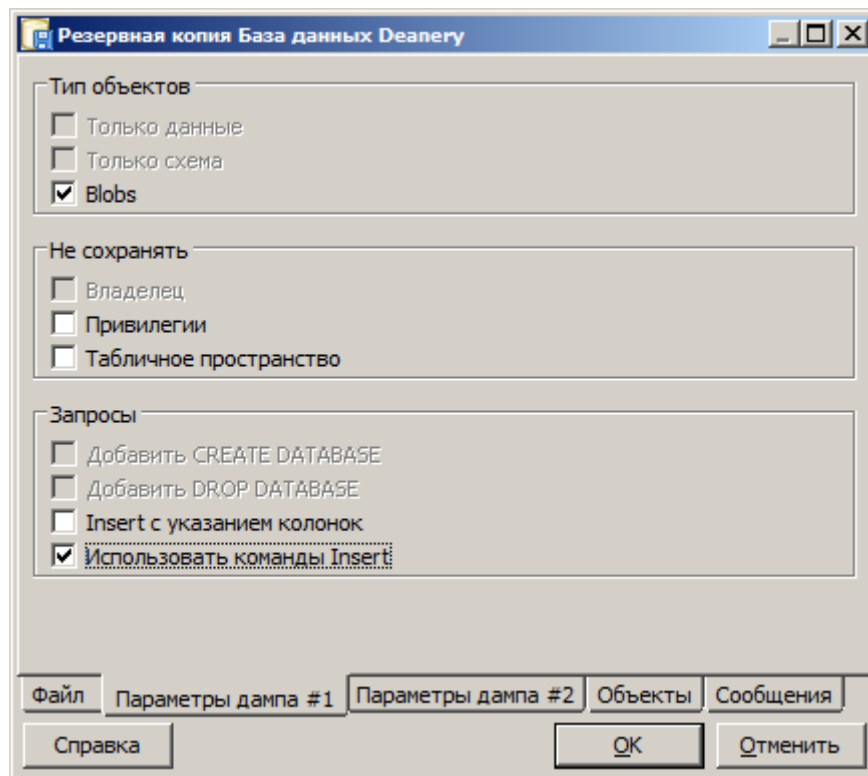 Резервная копия База данных Deanery
Тип объектов
Только данные
Только схема
Blobs
Не сохранять
Владелец
Привилегии
Табличное пространство
Запросы
Добавить CREATE DATABASE
Добавить DROP DATABASE
Insert с указанием колонок
Использовать команды Insert
Файл Параметры дампа #1 Параметры дампа #2 Объекты Сообщения
Справка OK Отменить